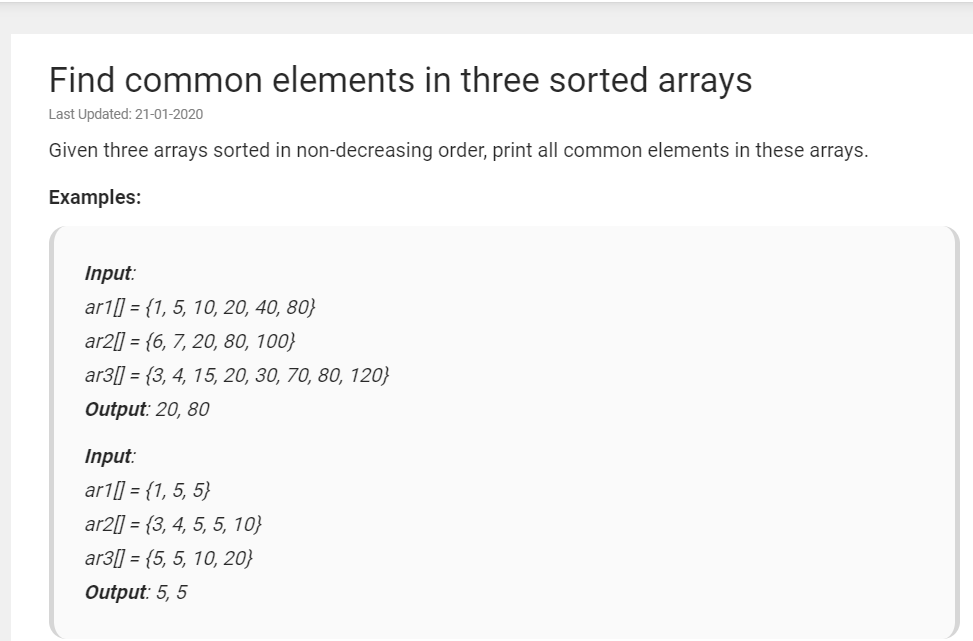 Find common elements in three sorted arrays
Last Updated: 21-01-2020
Given three arrays sorted in non-decreasing order, print all common elements in these arrays.
Examples:
Input:
ar1[] = {1, 5, 10, 20, 40, 80}
ar2[] = {6, 7, 20, 80, 100}
ar3[] = {3, 4, 15, 20, 30, 70, 80, 120}
Output: 20, 80
Input:
ar1[] = {1, 5, 5}
ar2[] = {3, 4, 5, 5, 10}
ar3[] = {5, 5, 10, 20}
Output: 5, 5